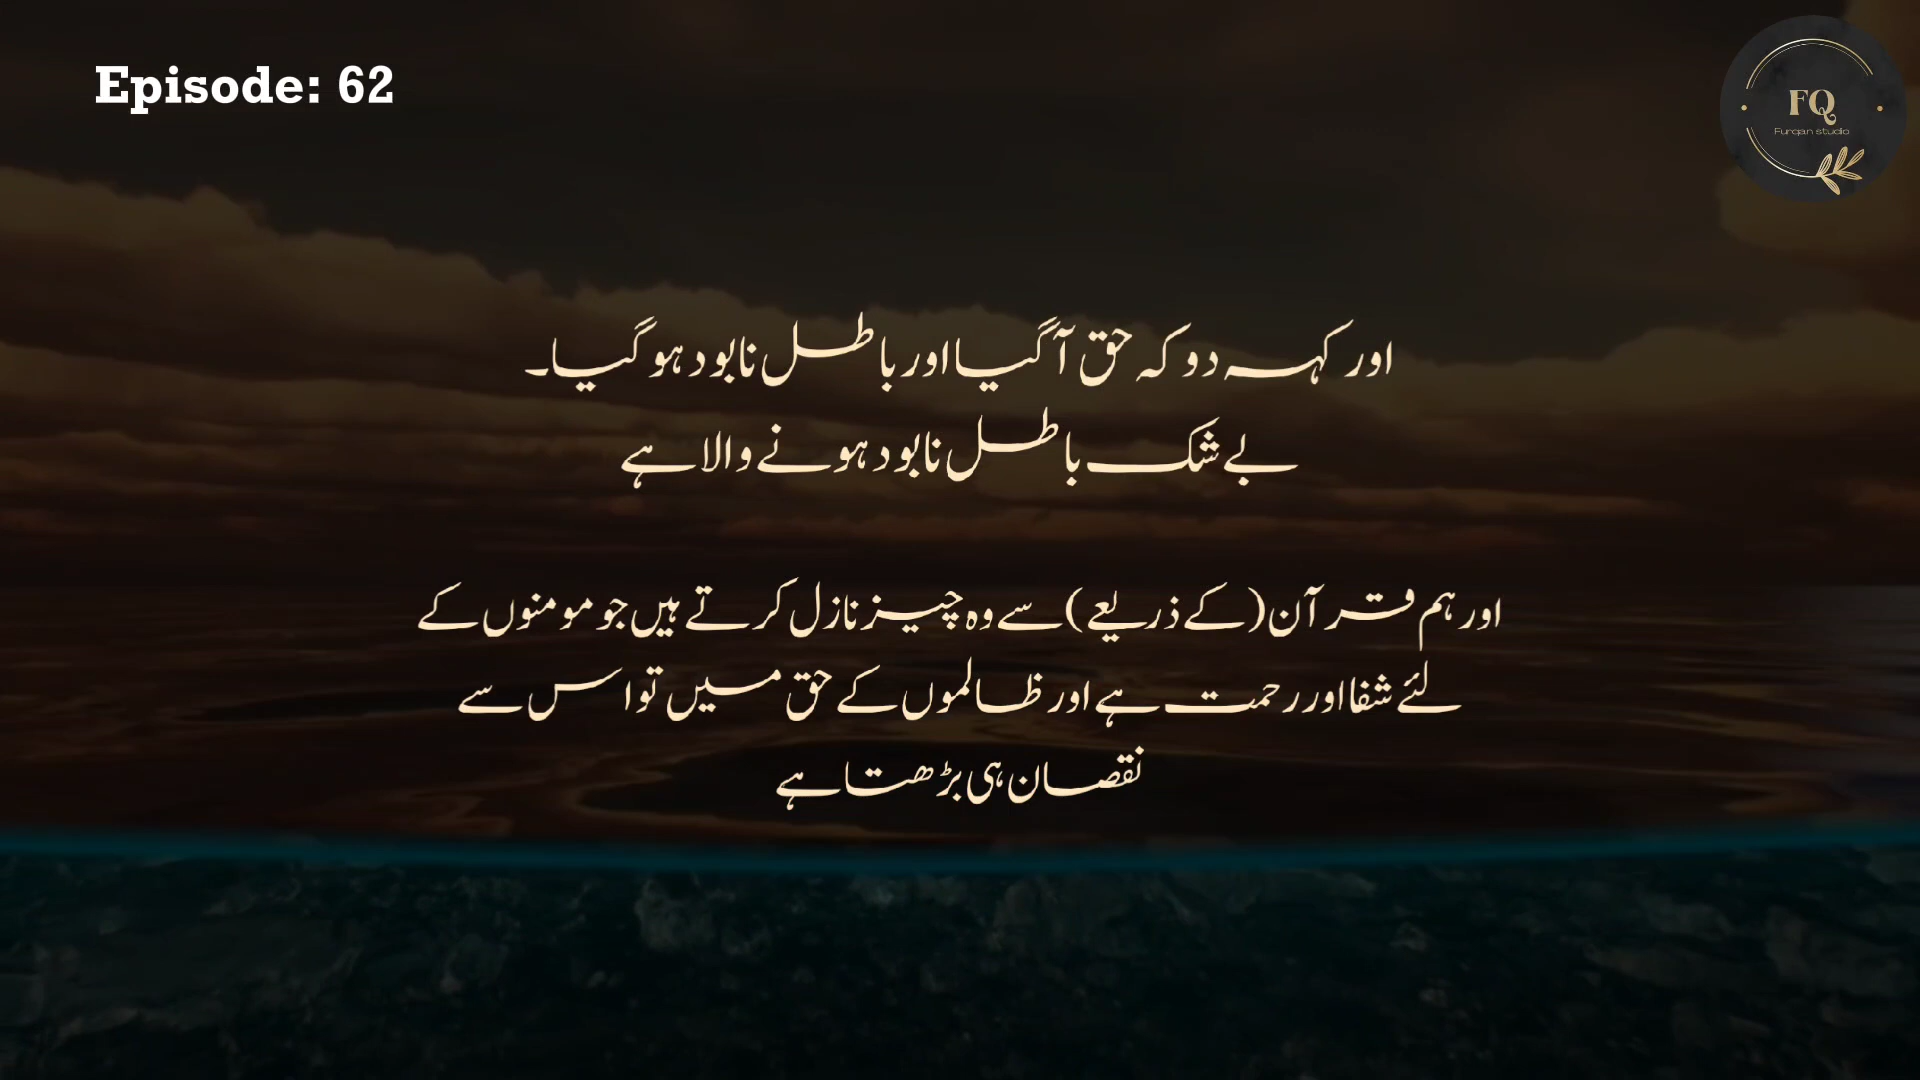 Episode: 62
FQ
Furqan studio
اور کہہ دو کہ حق آگیا اور باطل نابود ہوگیا۔
بے شک باطل نابود ہونے والا ہے
اور ہم قرآن (کے ذریعے) سے وہ چیز نازل کرتے ہیں جو مومنوں کے
لئے شفا اور رحمت ہے اور ظالموں کے حق میں تو اس سے
نقصان ہی بڑھتا ہے